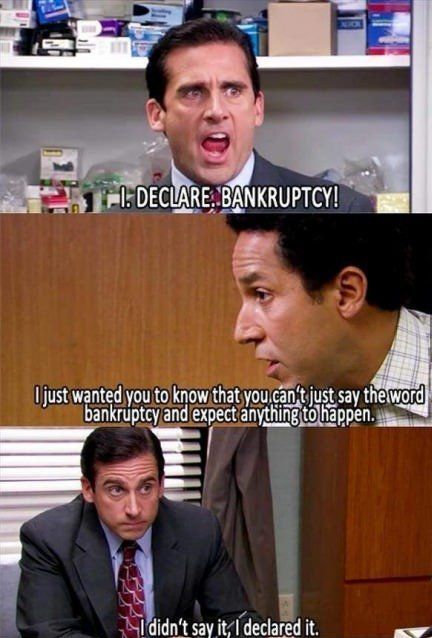 I. DECLARE. BANKRUPTCY!
I just wanted you to know that you can't just say the word
bankruptcy and expect anything to happen.
I didn't say it, I declared it.